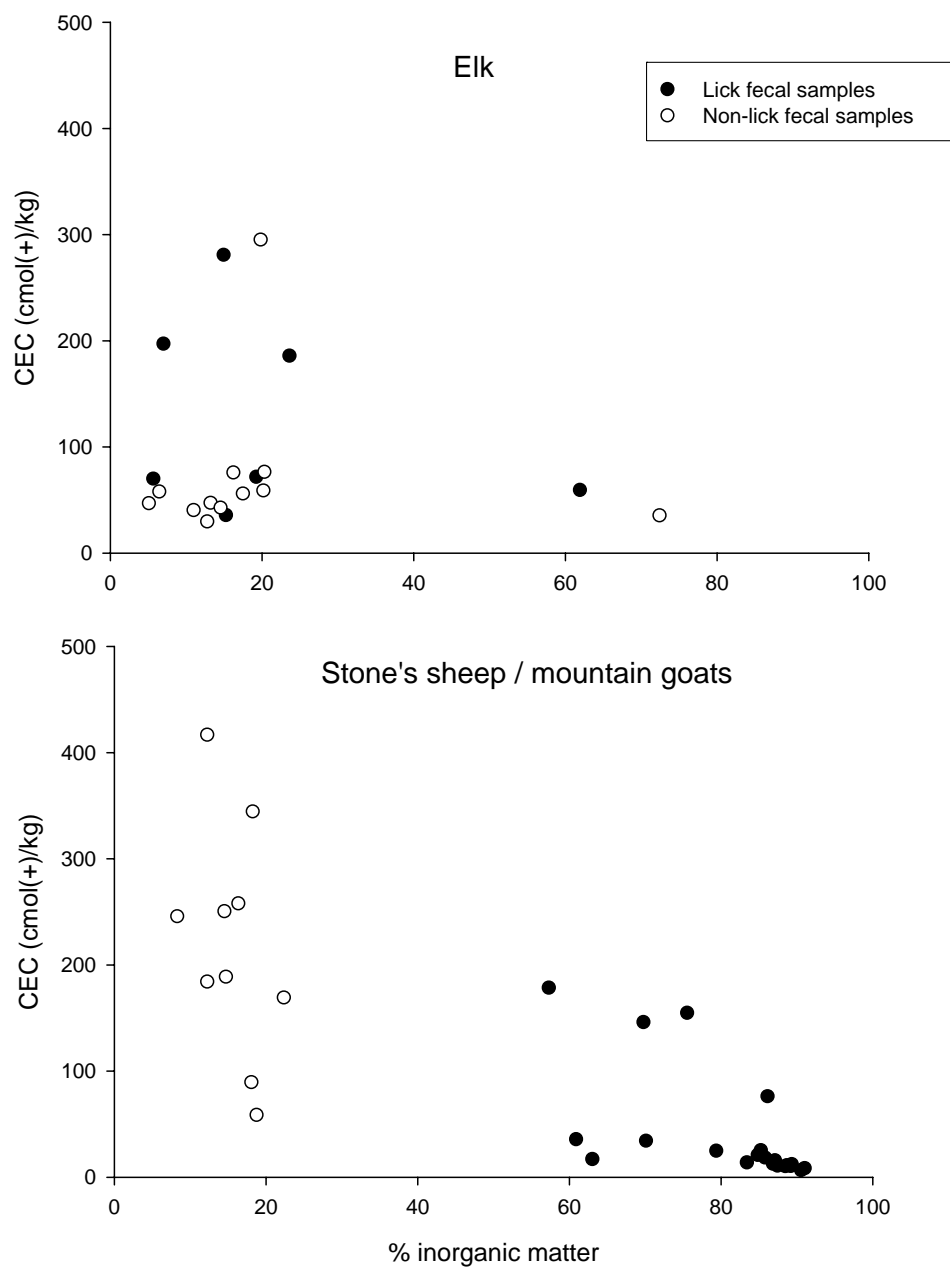 500
Elk
Lick fecal samples
Non-lick fecal samples
400
300
CEC (cmol(+)/kg)
200
100
0
0 20 40 60 80 100
500
Stone's sheep / mountain goats
400
300
CEC (cmol(+)/kg)
200
100
0
0 20 40 60 80 100
% inorganic matter